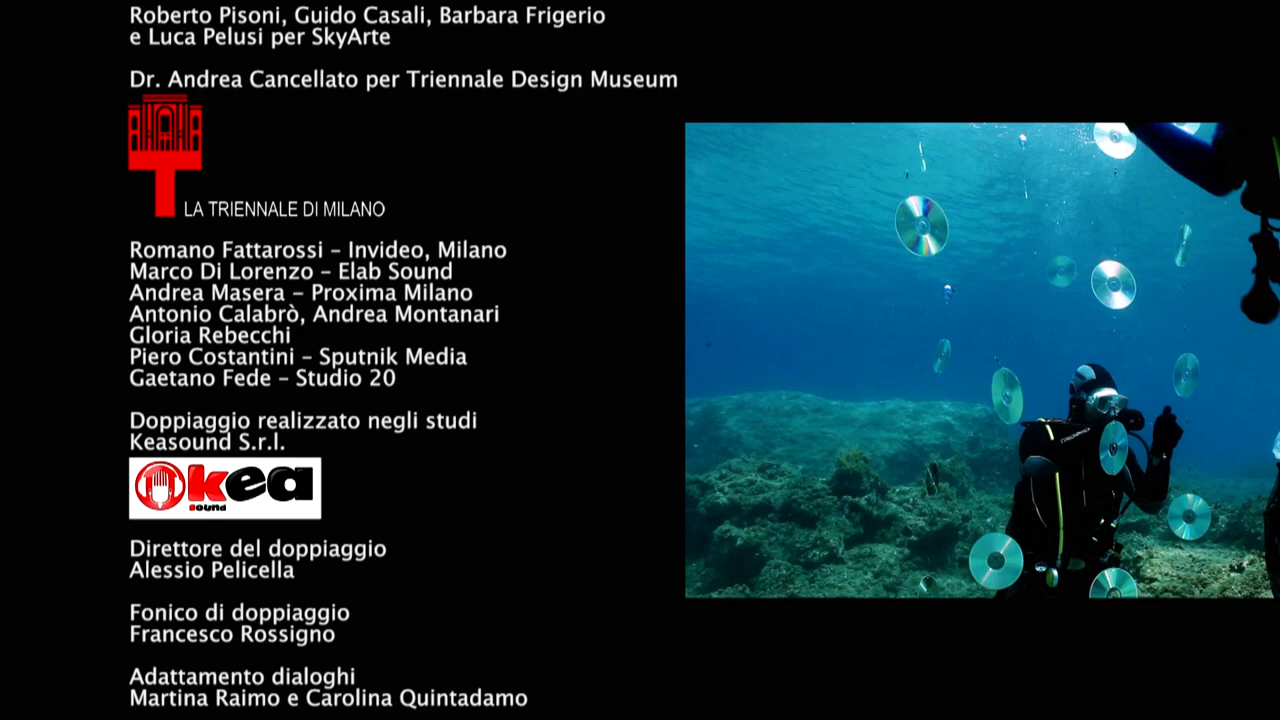 Roberto Pisoni, Guido Casali, Barbara Frigerio
e Luca Pelusi per SkyArte
Dr. Andrea Cancellato per Triennale Design Museum
LA TRIENNALE DI MILANO
Romano Fattarossi – Invideo, Milano
Marco Di Lorenzo – Elab Sound
Andrea Masera – Proxima Milano
Antonio Calabrò, Andrea Montanari
Gloria Rebecchi
Piero Costantini – Sputnik Media
Gaetano Fede – Studio 20
Doppiaggio realizzato negli studi
Keasound S.r.l.
kea
sound
Direttore del doppiaggio
Alessio Pelicella
Fonico di doppiaggio
Francesco Rossigno
Adattamento dialoghi
Martina Raimo e Carolina Quintadamo